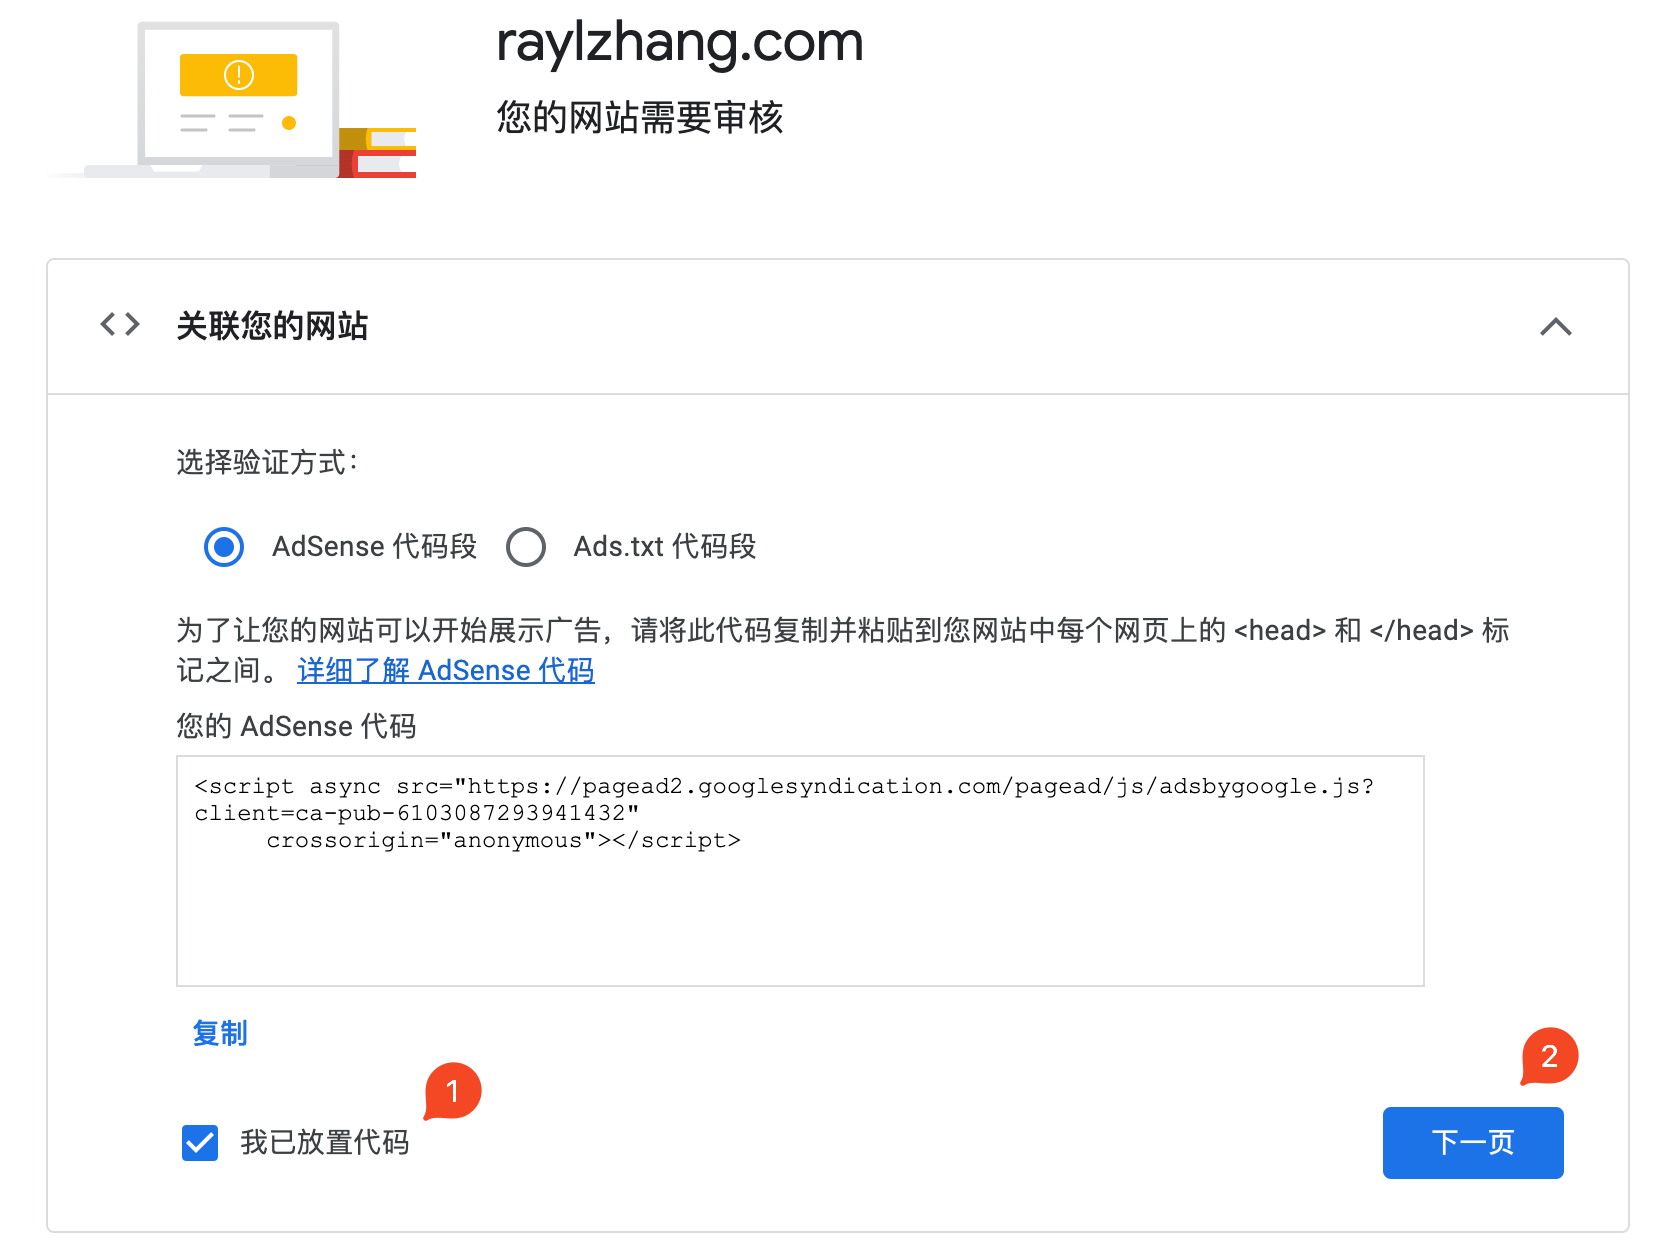 raylzhang.com
您的网站需要审核
关联您的网站
选择验证方式：
AdSense 代码段 Ads.txt 代码段
为了让您的网站可以开始展示广告，请将此代码复制并粘贴到您网站中每个网页上的 <head> 和 </head> 标
记之间。 详细了解 AdSense 代码
您的 AdSense 代码
<script async src="https://pagead2.googlesyndication.com/pagead/js/adsbygoogle.js?
client=ca-pub-6103087293941432"
     crossorigin="anonymous"></script>
复制
2
1
我已放置代码
下一页